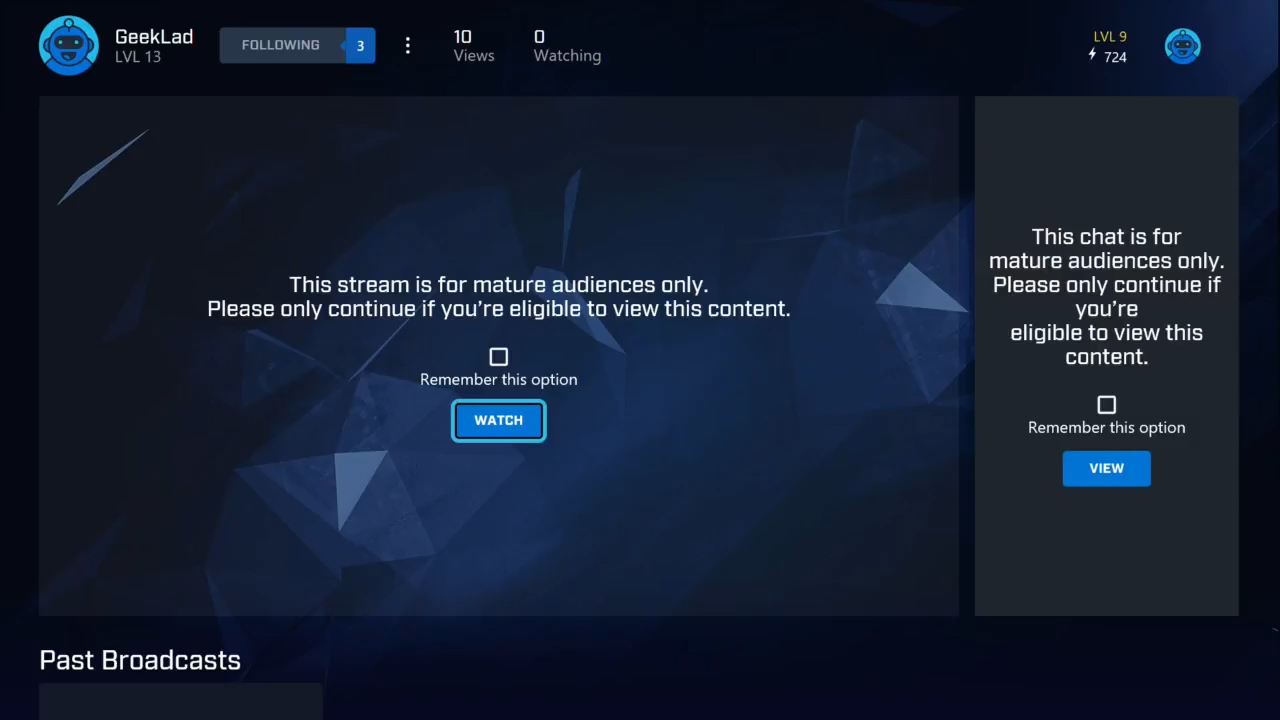 GeekLad
LVL 13
FOLLOWING
3
10
Views
0
Watching
LVL 9
724
This stream is for mature audiences only.
Please only continue if you’re eligible to view this content.
Remember this option
WATCH
This chat is for
mature audiences only.
Please only continue if
you’re
eligible to view this
content.
Remember this option
VIEW
Past Broadcasts